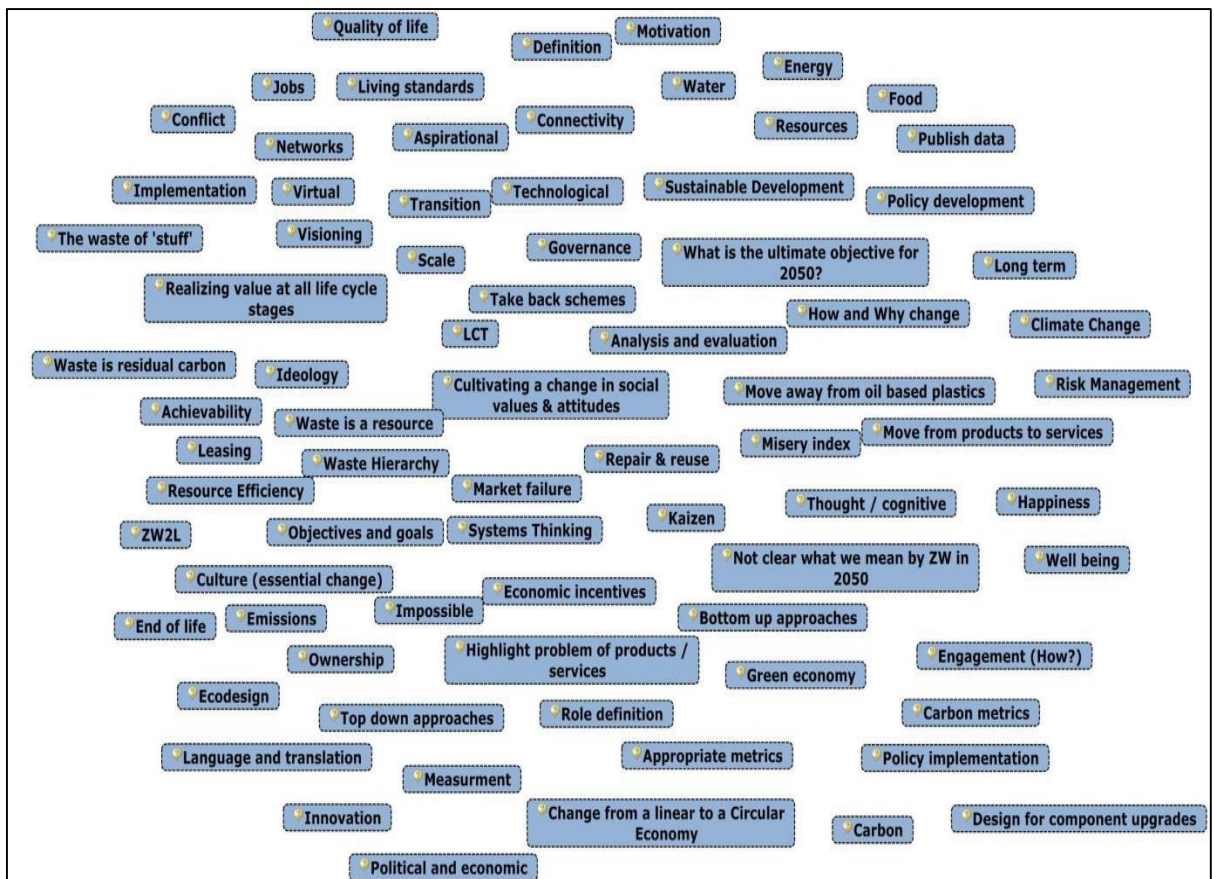 Quality of life
Motivation
Definition
Energy
Jobs
Living standards
Water
Food
Conflict
Connectivity
Resources
Networks
Aspirational
Publish data
Implementation
Virtual
Transition
Technological
Sustainable Development
Policy development
The waste of 'stuff'
Visioning
Scale
Governance
What is the ultimate objective for
2050?
Long term
Realizing value at all life cycle
stages
Take back schemes
How and Why change
Climate Change
LCT
Analysis and evaluation
Waste is residual carbon
Ideology
Cultivating a change in social
values & attitudes
Move away from oil based plastics
Risk Management
Achievability
Waste is a resource
Misery index
Move from products to services
Leasing
Waste Hierarchy
Repair & reuse
Resource Efficiency
Market failure
Kaizen
Thought / cognitive
Happiness
ZW2L
Objectives and goals
Systems Thinking
Not clear what we mean by ZW in
2050
Well being
Culture (essential change)
Economic incentives
End of life
Emissions
Impossible
Bottom up approaches
Ownership
Highlight problem of products /
services
Green economy
Engagement (How?)
Ecodesign
Top down approaches
Role definition
Carbon metrics
Language and translation
Appropriate metrics
Policy implementation
Measurment
Innovation
Change from a linear to a Circular
Economy
Carbon
Design for component upgrades
Political and economic